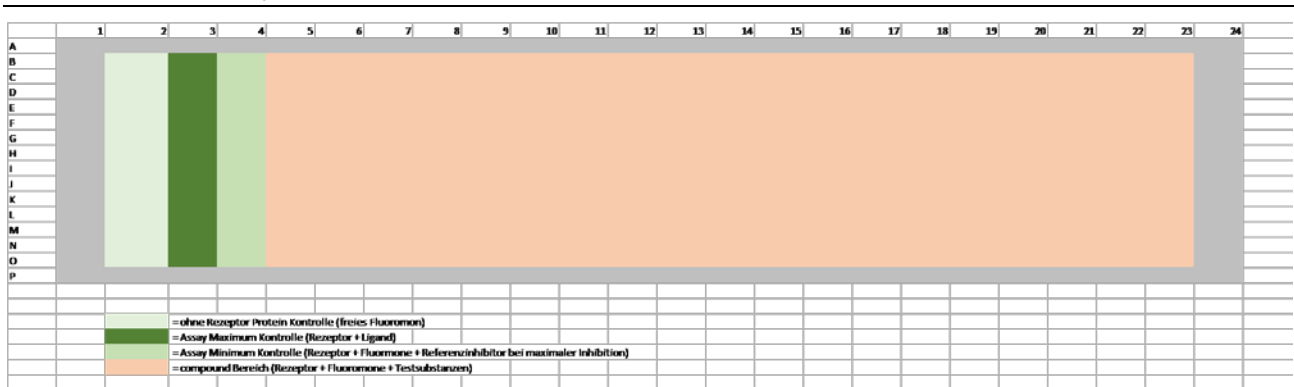 1 2 3 4 5 6 7 8 9 10 11 12 13 14 15 16 17 18 19 20 21 22 23 24
A
B
C
D
E
F
G
H
I
J
K
L
M
N
O
P
=ohne Rezeptor Protein Kontrolle (freies Fluoromon)
=Assay Maximum Kontrolle (Rezeptor + Ligand)
=Assay Minimum Kontrolle (Rezeptor + Fluormone + Referenzinhibitor bei maximaler Inhibition)
=compound Bereich (Rezeptor + Fluoromone + Testsubstanzen)